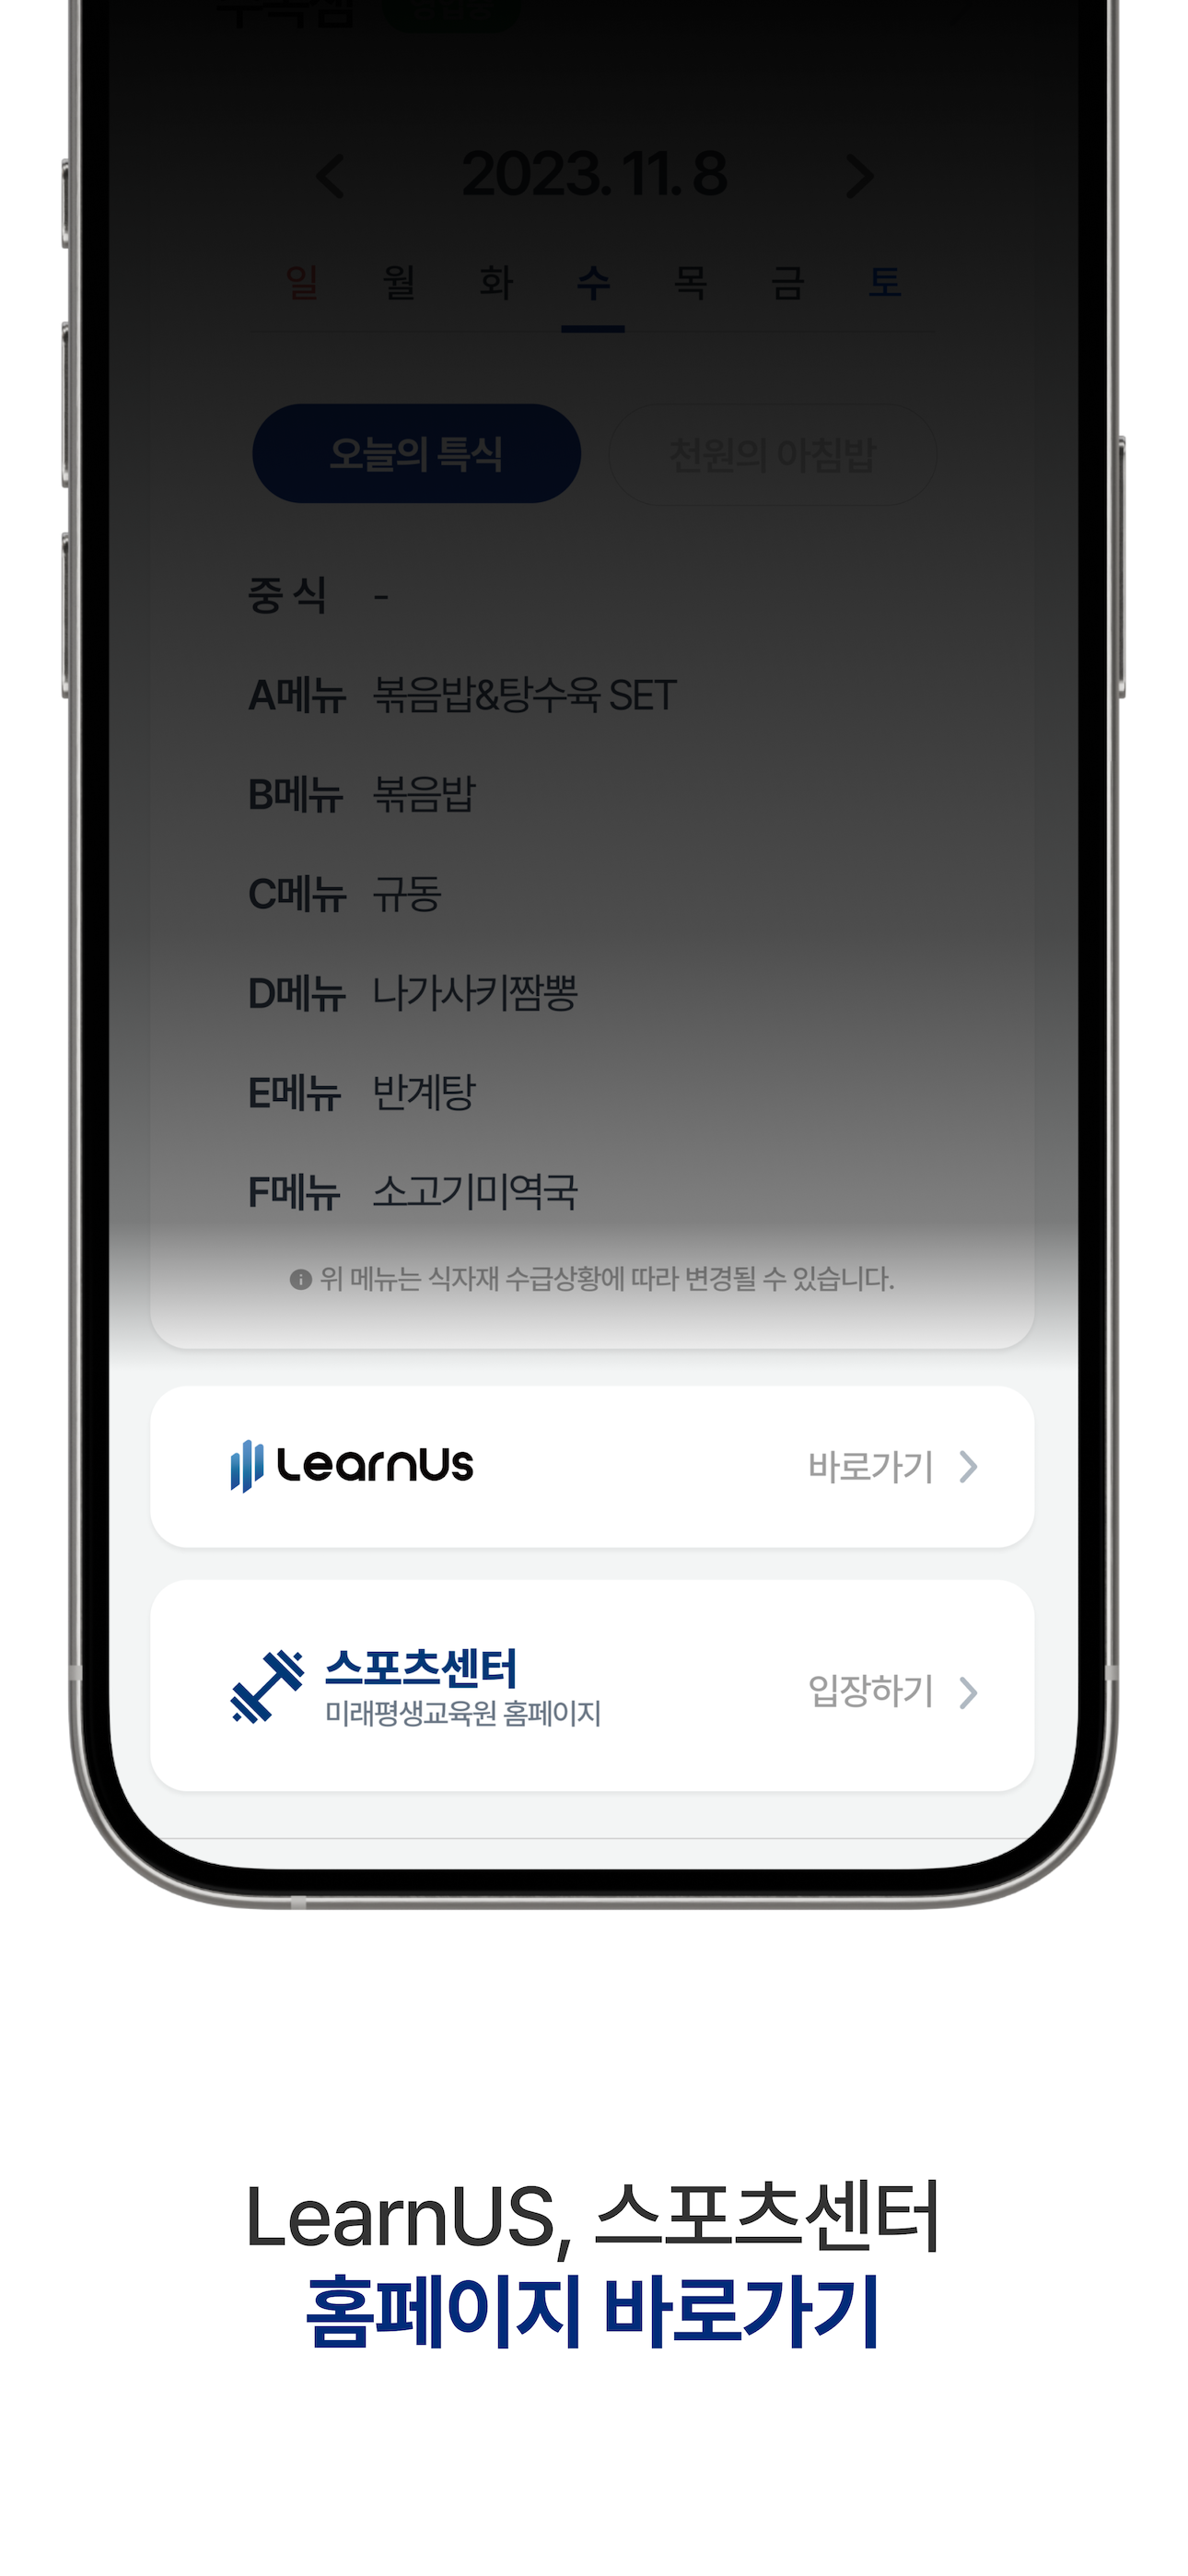 2023. 11. 8
일 월 화 수 목 금 토
오늘의 특식 천원의 아침밥
중 식 -
A메뉴 볶음밥&탕수육 SET
B메뉴 볶음밥
C메뉴 규동
D메뉴 나가사키짬뽕
E메뉴 반계탕
F메뉴 소고기미역국
위 메뉴는 식자재 수급상황에 따라 변경될 수 있습니다.
LearnUs 바로가기
스포츠센터
미래평생교육원 홈페이지
입장하기
LearnUS, 스포츠센터
홈페이지 바로가기